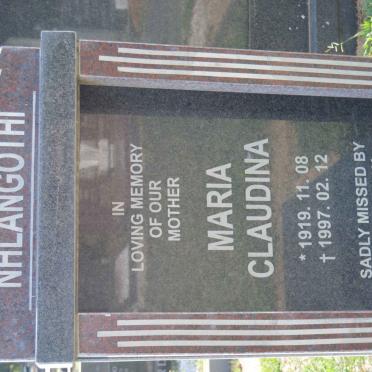 NHLANGOTHI
IN
LOVING MEMORY
OF OUR
MOTHER
MARIA
CLAUDINA
* 1919. 11. 08
† 1997. 02. 12
SADLY MISSED BY